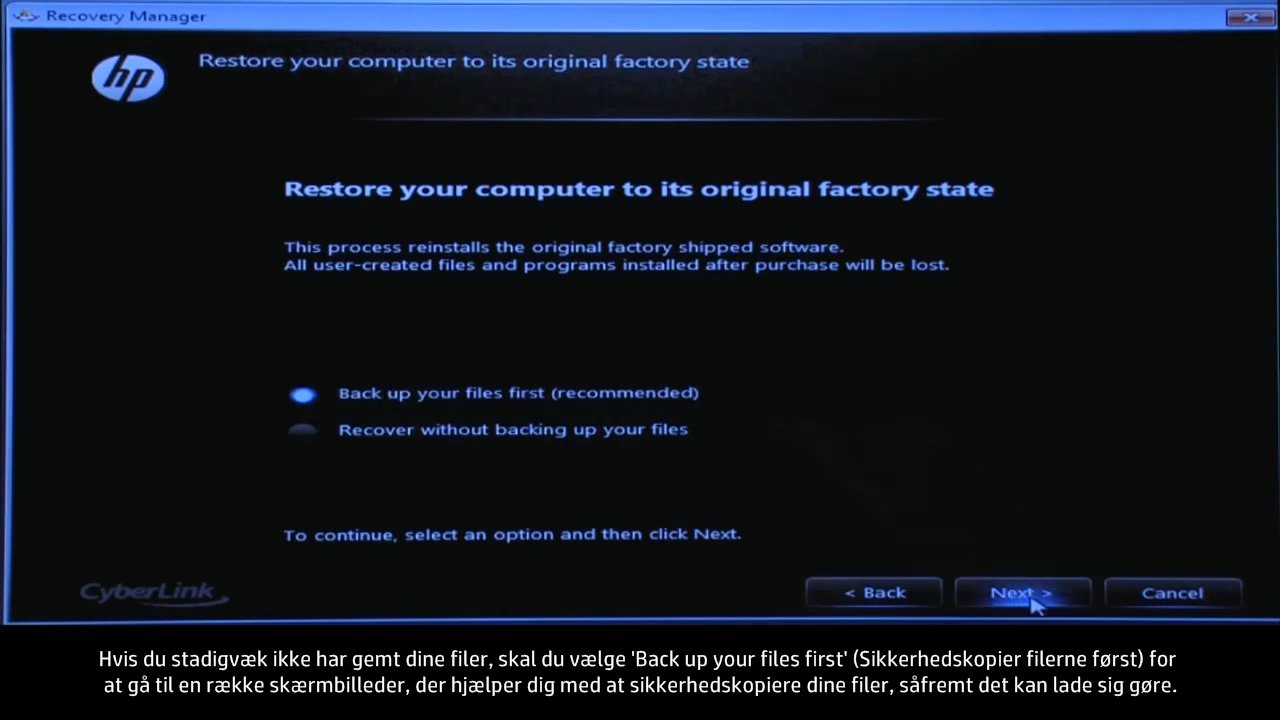 Recovery Manager
hp
Restore your computer to its original factory state
Restore your computer to its original factory state
This process reinstalls the original factory shipped software.
All user-created files and programs installed after purchase will be lost.
Back up your files first (recommended)
Recover without backing up your files
To continue, select an option and then click Next.
CyberLink
< Back
Next >
Cancel
Hvis du stadigvæk ikke har gemt dine filer, skal du vælge 'Back up your files first' (Sikkerhedskopier filerne først) for
at gå til en række skærmbilleder, der hjælper dig med at sikkerhedskopiere dine filer, såfremt det kan lade sig gøre.